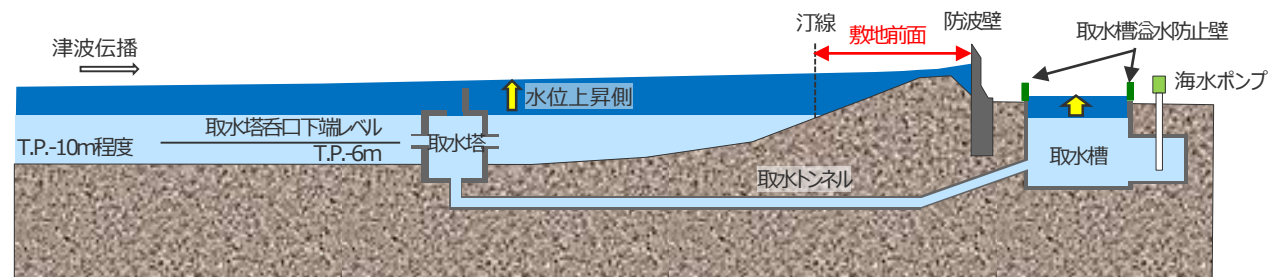 津波伝播
汀線
防波壁
敷地前面
取水槽溢水防止壁
海水ポンプ
水位上昇側
取水塔呑口下端レベル
T.P.-10m程度
T.P.-6m
取水塔
取水槽
取水トンネル